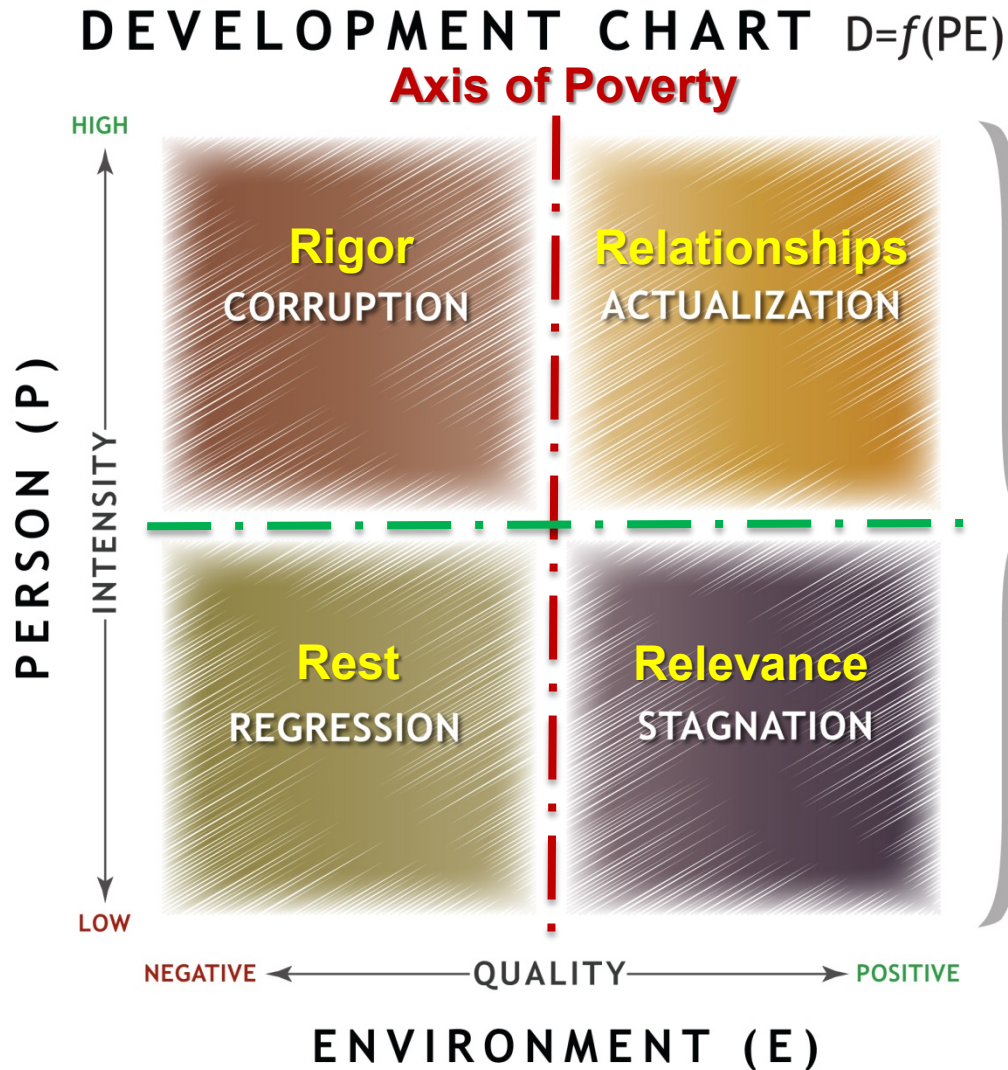 DEVELOPMENT CHART D=f(PE)
Axis of Poverty
HIGH
Rigor
CORRUPTION
Relationships
ACTUALIZATION
PERSON (P)
INTENSITY
Rest
REGRESSION
Relevance
STAGNATION
LOW
NEGATIVE
QUALITY
POSITIVE
ENVIRONMENT (E)